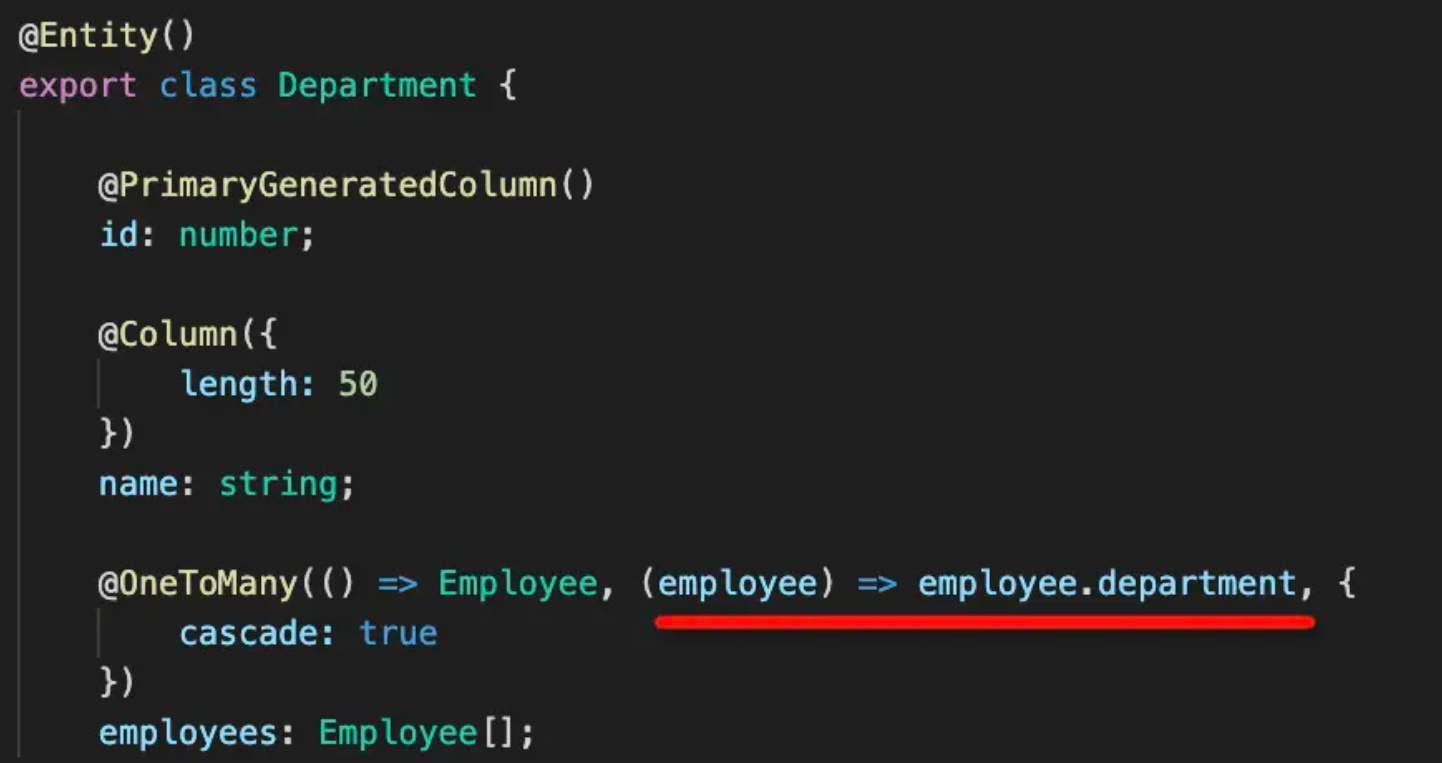 @Entity()
export class Department {
@PrimaryGeneratedColumn()
id: number;
@Column({
length: 50
})
name: string;
@OneToMany(() => Employee, (employee) => employee.department, {
cascade: true
})
employees: Employee[];